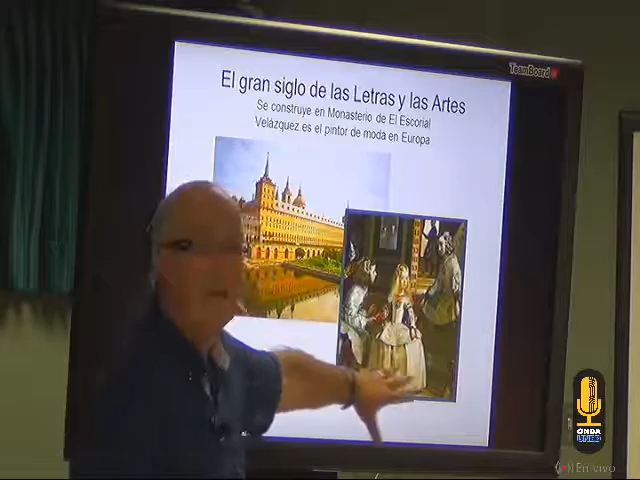 TeamBoard
El gran siglo de las Letras y las Artes
Se construye en Monasterio de El Escorial
Velázquez es el pintor de moda en Europa
ONDA
UNED
En vivo